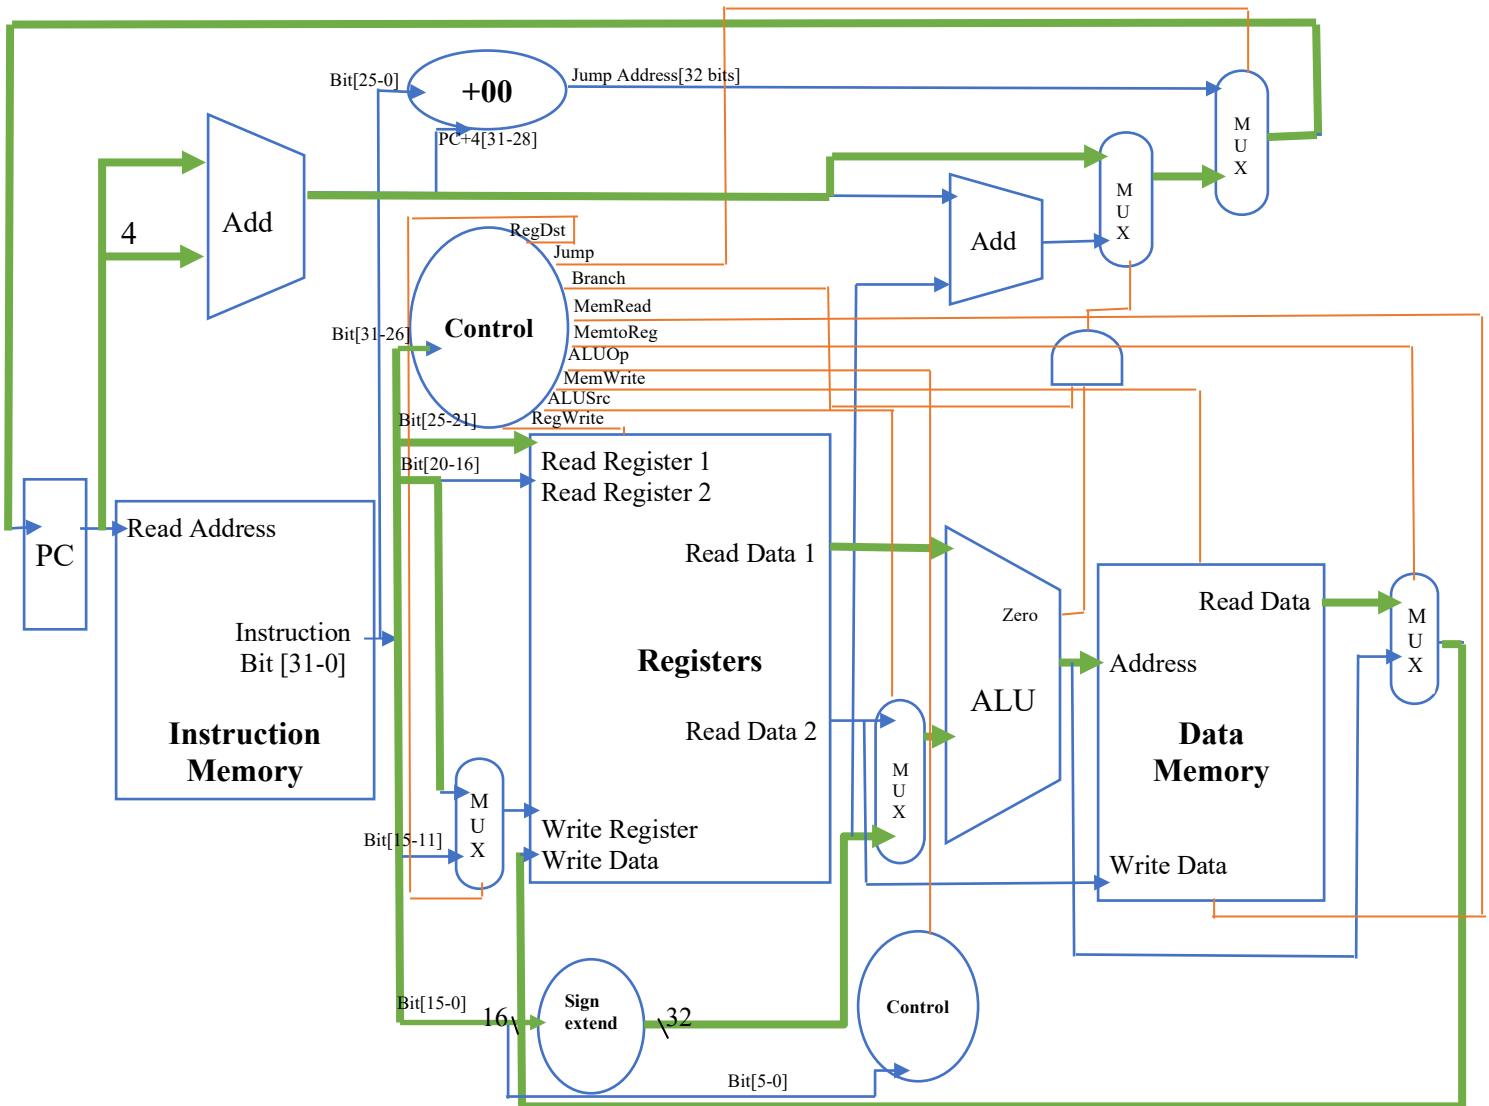 Bit[25-0]
+00
Jump Address[32 bits]
PC+4[31-28]
M
U
X
M
U
X
Add
4
Add
RegDst
Jump
Branch
MemRead
MemtoReg
ALUOp
MemWrite
ALUSrc
RegWrite
Control
Bit[31-26]
Bit[25-21]
Bit[20-16]
Read Register 1
Read Register 2
Read Address
PC
Read Data 1
Zero
Read Data
M
U
X
Instruction
Bit [31-0]
Registers
Address
ALU
Instruction
Memory
Read Data 2
Data
Memory
M
U
X
M
U
X
Bit[15-11]
Write Register
Write Data
Write Data
Bit[15-0]
16\
Sign
extend
\32
Control
Bit[5-0]